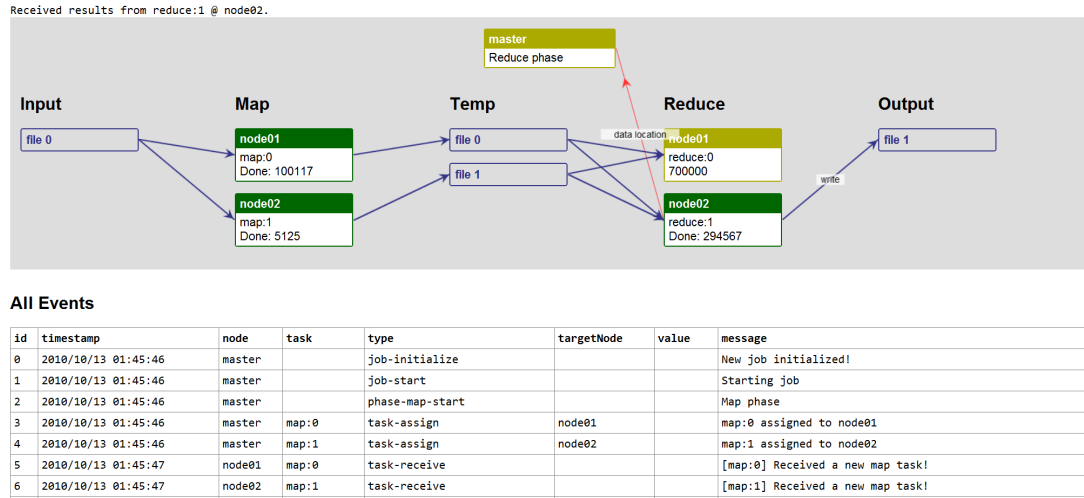 Received results from reduce:1 @ node02.
master
Reduce phase
Input Map Temp Reduce Output
file 0
node01
map:0
Done: 100117
node02
map:1
Done: 5125
file 0
file 1
data location
node01
reduce:0
700000
node02
reduce:1
Done: 294567
write
file 1
All Events
id timestamp node task type targetNode value message
0 2010/10/13 01:45:46 master job-initialize New job initialized!
1 2010/10/13 01:45:46 master job-start Starting job
2 2010/10/13 01:45:46 master phase-map-start Map phase
3 2010/10/13 01:45:46 master map:0 task-assign node01 map:0 assigned to node01
4 2010/10/13 01:45:46 master map:1 task-assign node02 map:1 assigned to node02
5 2010/10/13 01:45:47 node01 map:0 task-receive [map:0] Received a new map task!
6 2010/10/13 01:45:47 node02 map:1 task-receive [map:1] Received a new map task!